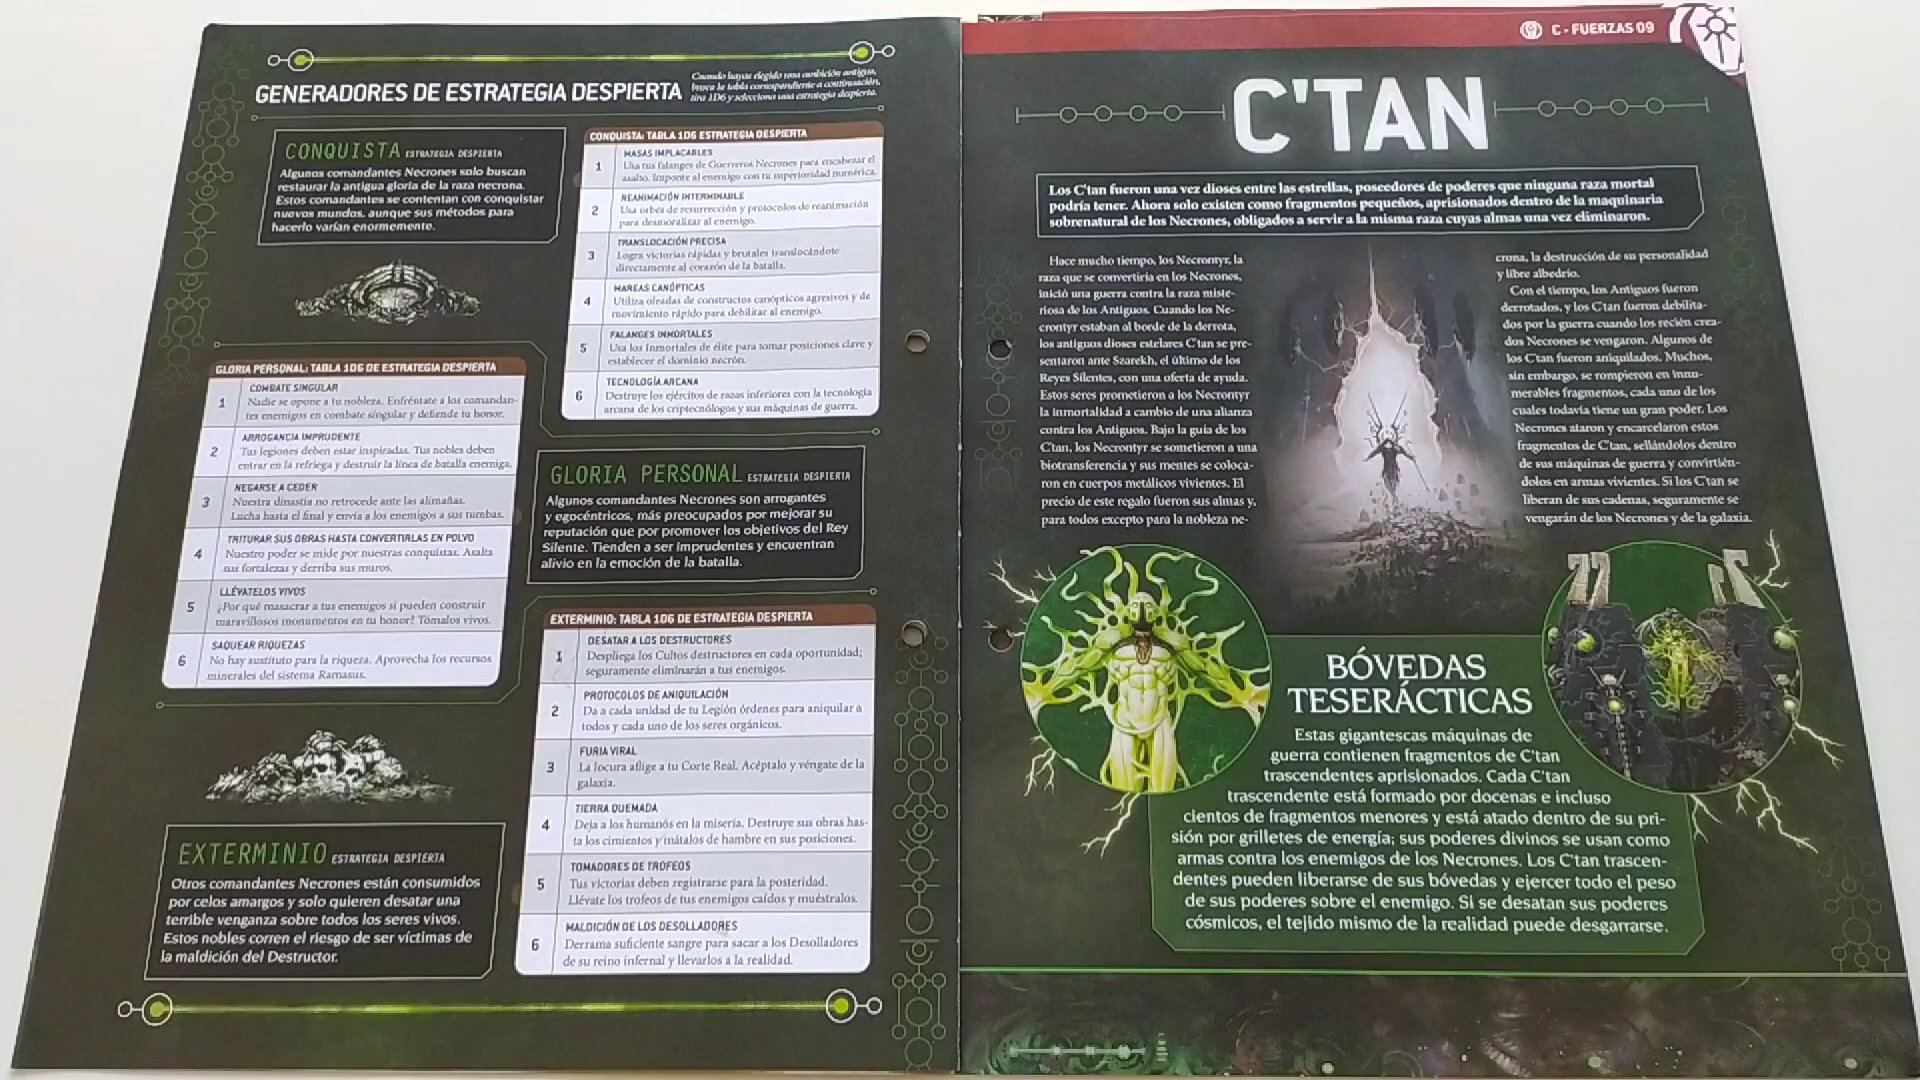 GENERADORES DE ESTRATEGIA DESPIERTA
Cuando hayas elegido una ambición antigua,
busca la tabla correspondiente a continuación,
tira 1D6 y selecciona una estrategia despierta.
CONQUISTA ESTRATEGIA DESPIERTA
Algunos comandantes Necrones solo buscan
restaurar la antigua gloria de la raza necrona.
Estos comandantes se contentan con conquistar
nuevos mundos, aunque sus métodos para
hacerlo varían enormemente.
CONQUISTA: TABLA 1D6 ESTRATEGIA DESPIERTA
1
MASAS IMPLACABLES
Usa tus falanges de Guerreros Necrones para encabezar el
asalto. Imponte al enemigo con tu superioridad numérica.
2
REANIMACIÓN INTERMINABLE
Usa orbes de resurrección y protocolos de reanimación
para desmoralizar al enemigo.
3
TRANSLOCACIÓN PRECISA
Logra victorias rápidas y brutales translocándote
directamente al corazón de la batalla.
4
MAREAS CANÓPTICAS
Utiliza oleadas de constructos canópticos agresivos y de
movimiento rápido para debilitar al enemigo.
5
FALANGES INMORTALES
Usa los Inmortales de élite para tomar posiciones clave y
establecer el dominio necrón.
6
TECNOLOGÍA ARCANA
Destruye los ejércitos de razas inferiores con la tecnología
arcana de los criptecnólogos y sus máquinas de guerra.
GLORIA PERSONAL: TABLA 1D6 DE ESTRATEGIA DESPIERTA
1
COMBATE SINGULAR
Nadie se opone a tu nobleza. Enfréntate a los comandan-
tes enemigos en combate singular y defiende tu honor.
2
ARROGANCIA IMPRUDENTE
Tus legiones deben estar inspiradas. Tus nobles deben
entrar en la refriega y destruir la línea de batalla enemiga.
3
NEGARSE A CEDER
Nuestra dinastía no retrocede ante las alimañas.
Lucha hasta el final y envía a los enemigos a sus tumbas.
4
TRITURAR SUS OBRAS HASTA CONVERTIRLAS EN POLVO
Nuestro poder se mide por nuestras conquistas. Asalta
sus fortalezas y derriba sus muros.
5
LLÉVATELOS VIVOS
¿Por qué masacrar a tus enemigos si pueden construir
maravillosos monumentos en tu honor? Tómalos vivos.
6
SAQUEAR RIQUEZAS
No hay sustituto para la riqueza. Aprovecha los recursos
minerales del sistema Ramasus.
GLORIA PERSONAL ESTRATEGIA DESPIERTA
Algunos comandantes Necrones son arrogantes
y egocéntricos, más preocupados por mejorar su
reputación que por promover los objetivos del Rey
Silente. Tienden a ser imprudentes y encuentran
alivio en la emoción de la batalla.
EXTERMINIO: TABLA 1D6 DE ESTRATEGIA DESPIERTA
1
DESATAR A LOS DESTRUCTORES
Despliega los Cultos destructores en cada oportunidad;
seguramente eliminarán a tus enemigos.
2
PROTOCOLOS DE ANIQUILACIÓN
Da a cada unidad de tu Legión órdenes para aniquilar a
todos y cada uno de los seres orgánicos.
3
FURIA VIRAL
La locura aflige a tu Corte Real. Acéptalo y véngate de la
galaxia.
4
TIERRA QUEMADA
Deja a los humanos en la miseria. Destruye sus obras has-
ta los cimientos y mátalos de hambre en sus posiciones.
5
TOMADORES DE TROFEOS
Tus victorias deben registrarse para la posteridad.
Llévate los trofeos de tus enemigos caídos y muéstralos.
6
MALDICIÓN DE LOS DESOLLADORES
Derrama suficiente sangre para sacar a los Desolladores
de su reino infernal y llevarlos a la realidad.
EXTERMINIO ESTRATEGIA DESPIERTA
Otros comandantes Necrones están consumidos
por celos amargos y solo quieren desatar una
terrible venganza sobre todos los seres vivos.
Estos nobles corren el riesgo de ser víctimas de
la maldición del Destructor.
C - FUERZAS 09
C'TAN
Los C'tan fueron una vez dioses entre las estrellas, poseedores de poderes que ninguna raza mortal
podría tener. Ahora solo existen como fragmentos pequeños, aprisionados dentro de la maquinaria
sobrenatural de los Necrones, obligados a servir a la misma raza cuyas almas una vez eliminaron.
Hace mucho tiempo, los Necrontyr, la
raza que se convertiría en los Necrones,
inició una guerra contra la raza miste-
riosa de los Antiguos. Cuando los Ne-
crontyr estaban al borde de la derrota,
los antiguos dioses estelares C'tan se pre-
sentaron ante Szarekh, el último de los
Reyes Silentes, con una oferta de ayuda.
Estos seres prometieron a los Necrontyr
la inmortalidad a cambio de una alianza
contra los Antiguos. Bajo la guía de los
C'tan, los Necrontyr se sometieron a una
biotransferencia y sus mentes se coloca-
ron en cuerpos metálicos vivientes. El
precio de este regalo fueron sus almas y,
para todos excepto para la nobleza ne-
crona, la destrucción de su personalidad
y libre albedrío.
Con el tiempo, los Antiguos fueron
derrotados, y los C'tan fueron debilita-
dos por la guerra cuando los recién crea-
dos Necrones se vengaron. Algunos de
los C'tan fueron aniquilados. Muchos,
sin embargo, se rompieron en innu-
merables fragmentos, cada uno de los
cuales todavía tiene un gran poder. Los
Necrones ataron y encarcelaron estos
fragmentos de C'tan, sellándolos dentro
de sus máquinas de guerra y convirtién-
dolos en armas vivientes. Si los C'tan se
liberan de sus cadenas, seguramente se
vengarán de los Necrones y de la galaxia.
BÓVEDAS
TESERÁCTICAS
Estas gigantescas máquinas de
guerra contienen fragmentos de C'tan
trascendentes aprisionados. Cada C'tan
trascendente está formado por docenas e incluso
cientos de fragmentos menores y está atado dentro de su pri-
sión por grilletes de energía; sus poderes divinos se usan como
armas contra los enemigos de los Necrones. Los C'tan trascen-
dentes pueden liberarse de sus bóvedas y ejercer todo el peso
de sus poderes sobre el enemigo. Si se desatan sus poderes
cósmicos, el tejido mismo de la realidad puede desgarrarse.